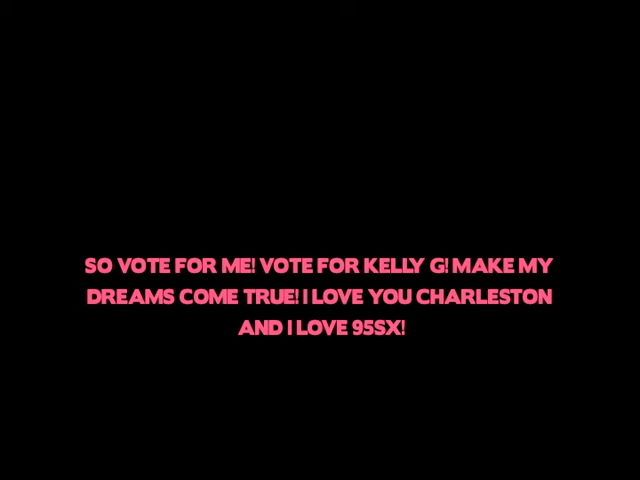 SO VOTE FOR ME! VOTE FOR KELLY G! MAKE MY
DREAMS COME TRUE! I LOVE YOU CHARLESTON
AND I LOVE 95SX!